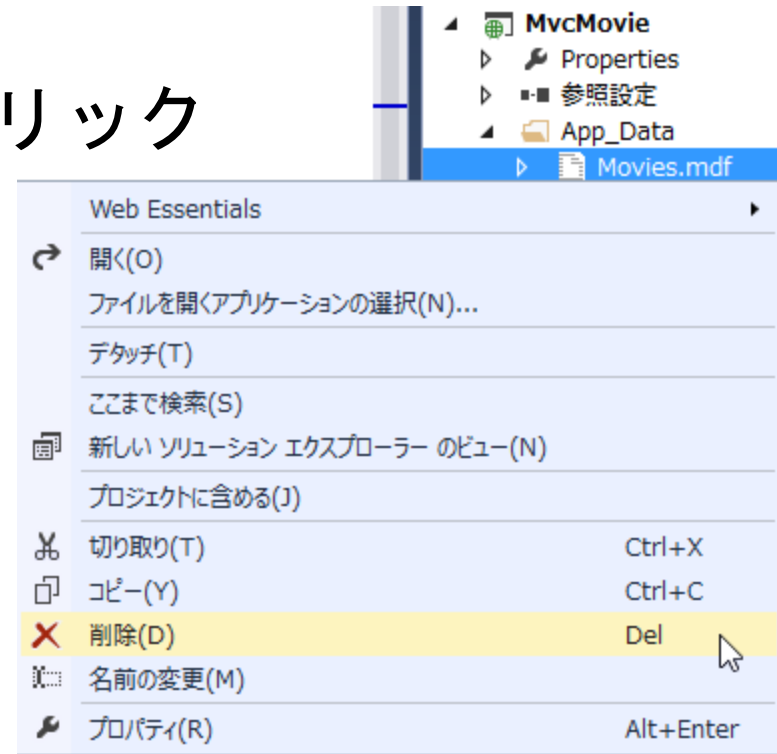 MvcMovie
Properties
リック
参照設定
App_Data
Movies.mdf
Web Essentials
開く(O)
ファイルを開くアプリケーションの選択(N)...
デタッチ(T)
ここまで検索(S)
新しい ソリューション エクスプローラー のビュー(N)
プロジェクトに含める(J)
切り取り(T) Ctrl+X
コピー(Y) Ctrl+C
削除(D) Del
名前の変更(M)
プロパティ(R) Alt+Enter